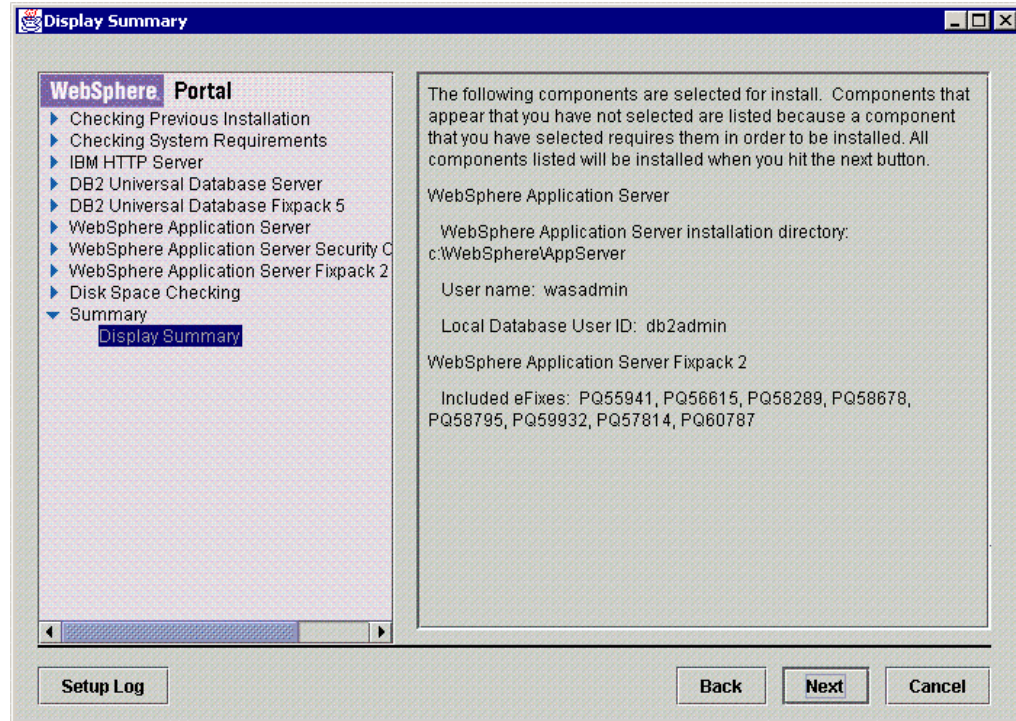 Display Summary
WebSphere Portal
Checking Previous Installation
Checking System Requirements
IBM HTTP Server
DB2 Universal Database Server
DB2 Universal Database Fixpack 5
WebSphere Application Server
WebSphere Application Server Security C
WebSphere Application Server Fixpack 2
Disk Space Checking
Summary
Display Summary
The following components are selected for install. Components that
appear that you have not selected are listed because a component
that you have selected requires them in order to be installed. All
components listed will be installed when you hit the next button.
WebSphere Application Server
WebSphere Application Server installation directory:
c:\WebSphere\AppServer
User name: wasadmin
Local Database User ID: db2admin
WebSphere Application Server Fixpack 2
Included eFixes: PQ55941, PQ56615, PQ58289, PQ58678,
PQ58795, PQ59932, PQ57814, PQ60787
Setup Log
Back
Next
Cancel